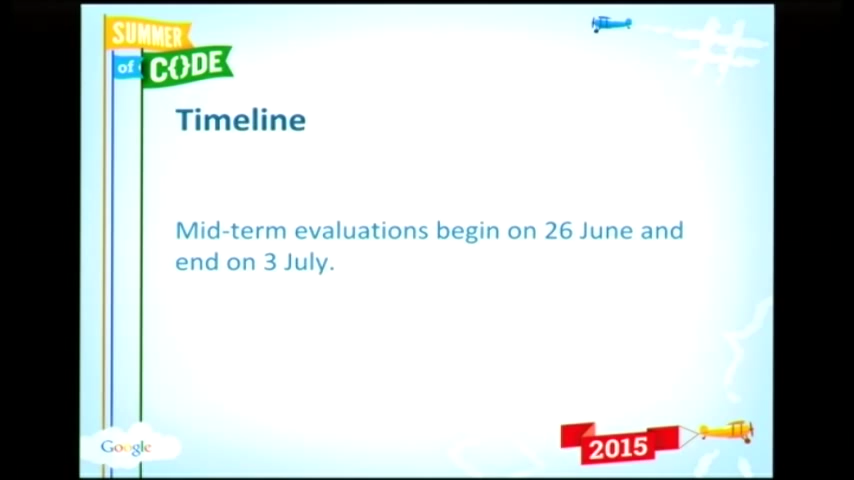 SUMMER
of CODE
Timeline
Mid-term evaluations begin on 26 June and
end on 3 July.
Google
2015